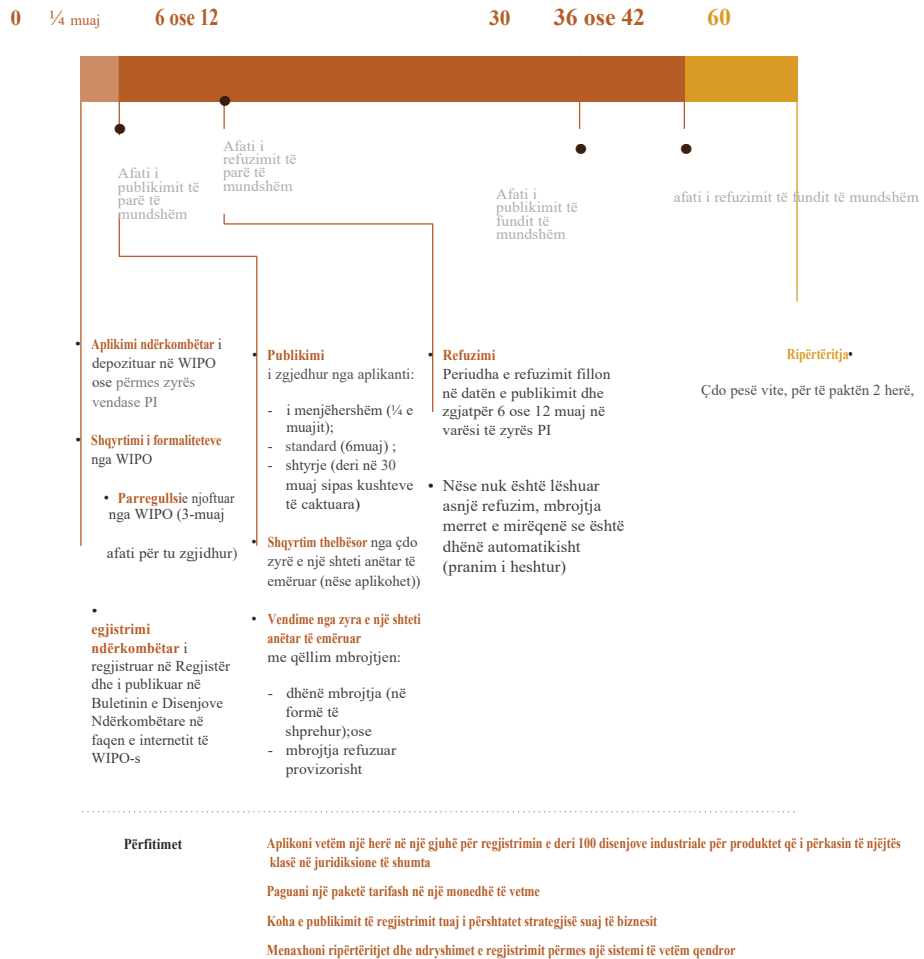 0 ¼ muaj 6 ose 12 30 36 ose 42 60
Afati i
publikimit të
parë të
mundshëm
Afati i
refuzimit të
parë të
mundshëm
Afati i
publikimit të
fundit të
mundshëm
afati i refuzimit të fundit të mundshëm
• Aplikimi ndërkombëtar i
depozituar në WIPO
ose përmes zyrës
vendase PI
• Shqyrtimi i formaliteteve
nga WIPO
• Parregullsie njoftuar
nga WIPO (3-muaj
afati për tu zgjidhur)
•
egjistrimi
ndërkombëtar i
regjistruar në Regjistër
dhe i publikuar në
Buletinin e Disenjove
Ndërkombëtare në
faqen e internetit të
WIPO-s
• Publikimi
i zgjedhur nga aplikanti:
- i menjëhershëm (¼ e
muajit);
- standard (6muaj) ;
- shtyrje (deri në 30
muaj sipas kushteve
të caktuara)
• Shqyrtim thelbësor nga çdo
zyrë e një shteti anëtar të
emëruar (nëse aplikohet))
• Vendime nga zyra e një shteti
anëtar të emëruar
me qëllim mbrojtjen:
- dhënë mbrojtja (në
formë të
shprehur);ose
- mbrojtja refuzuar
provizorisht
• Refuzimi
Periudha e refuzimit fillon
në datën e publikimit dhe
zgjatpër 6 ose 12 muaj në
varësi të zyrës PI
• Nëse nuk është lëshuar
asnjë refuzim, mbrojtja
merret e mirëqenë se është
dhënë automatikisht
(pranim i heshtur)
Ripërtëritja•
Çdo pesë vite, për të paktën 2 herë,
Përfitimet
Aplikoni vetëm një herë në një gjuhë për regjistrimin e deri 100 disenjove industriale për produktet që i përkasin të njëjtës
klasë në juridiksione të shumta
Paguani një paketë tarifash në një monedhë të vetme
Koha e publikimit të regjistrimit tuaj i përshtatet strategjisë suaj të biznesit
Menaxhoni ripërtëritjet dhe ndryshimet e regjistrimit përmes një sistemi të vetëm qendror